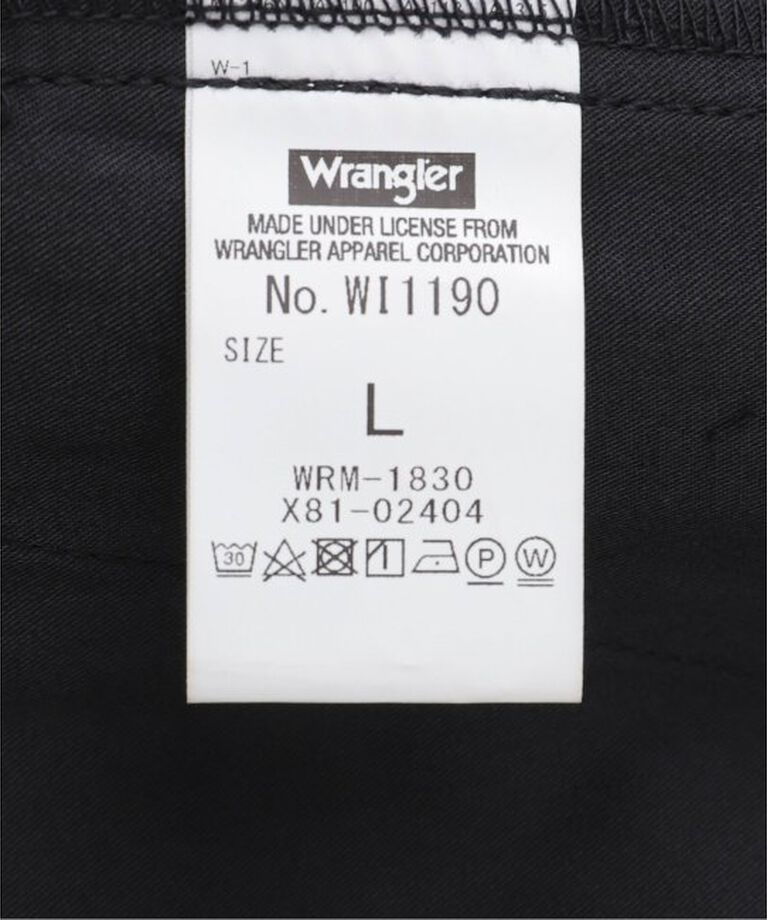 W-1
Wrangler
MADE UNDER LICENSE FROM
WRANGLER APPAREL CORPORATION
No. WI1190
SIZE
L
WRM-1830
X81-02404
30 P W